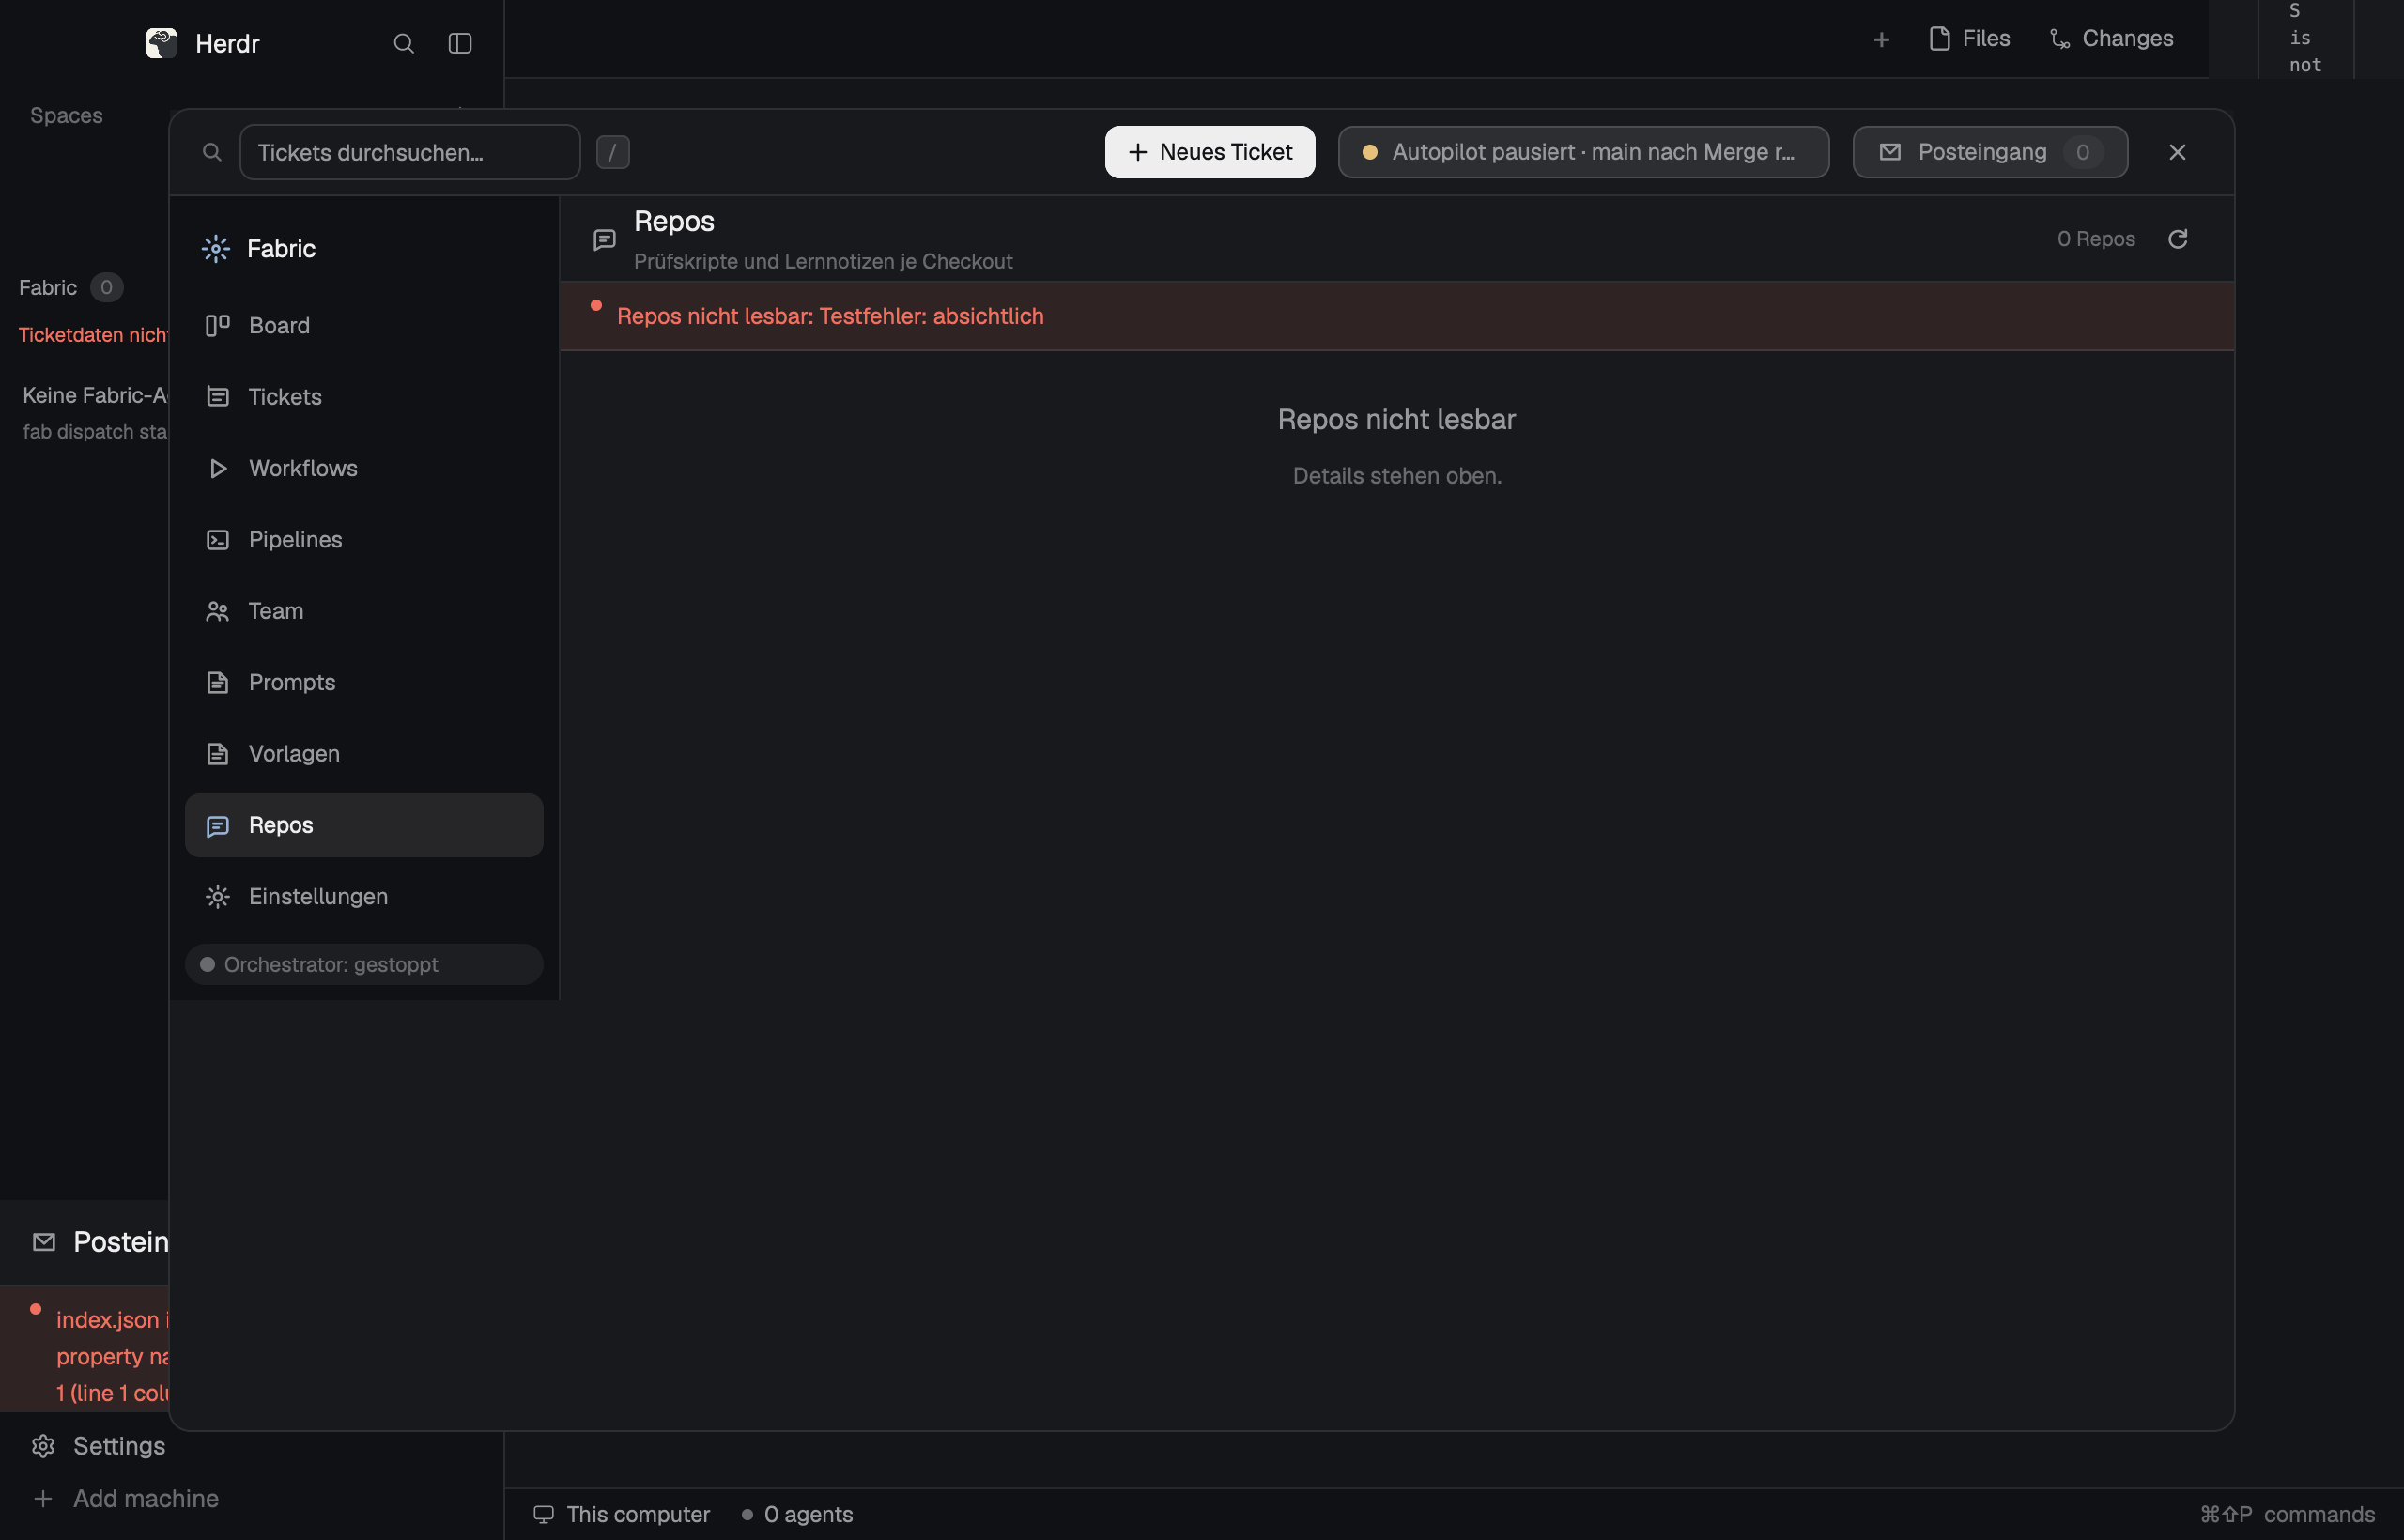 Herdr
Files
Changes
S
is
not
Spaces
Tickets durchsuchen…
/
Neues Ticket
Autopilot pausiert · main nach Merge r…
Posteingang 0
Fabric 0
Ticketdaten nich
Keine Fabric-A
fab dispatch sta
Fabric
Board
Tickets
Workflows
Pipelines
Team
Prompts
Vorlagen
Repos
Einstellungen
Orchestrator: gestoppt
Repos
Prüfskripte und Lernnotizen je Checkout
0 Repos
Repos nicht lesbar: Testfehler: absichtlich
Repos nicht lesbar
Details stehen oben.
Postein
index.json
property na
1 (line 1 colu
Settings
Add machine
This computer
0 agents
⌘⇧P commands